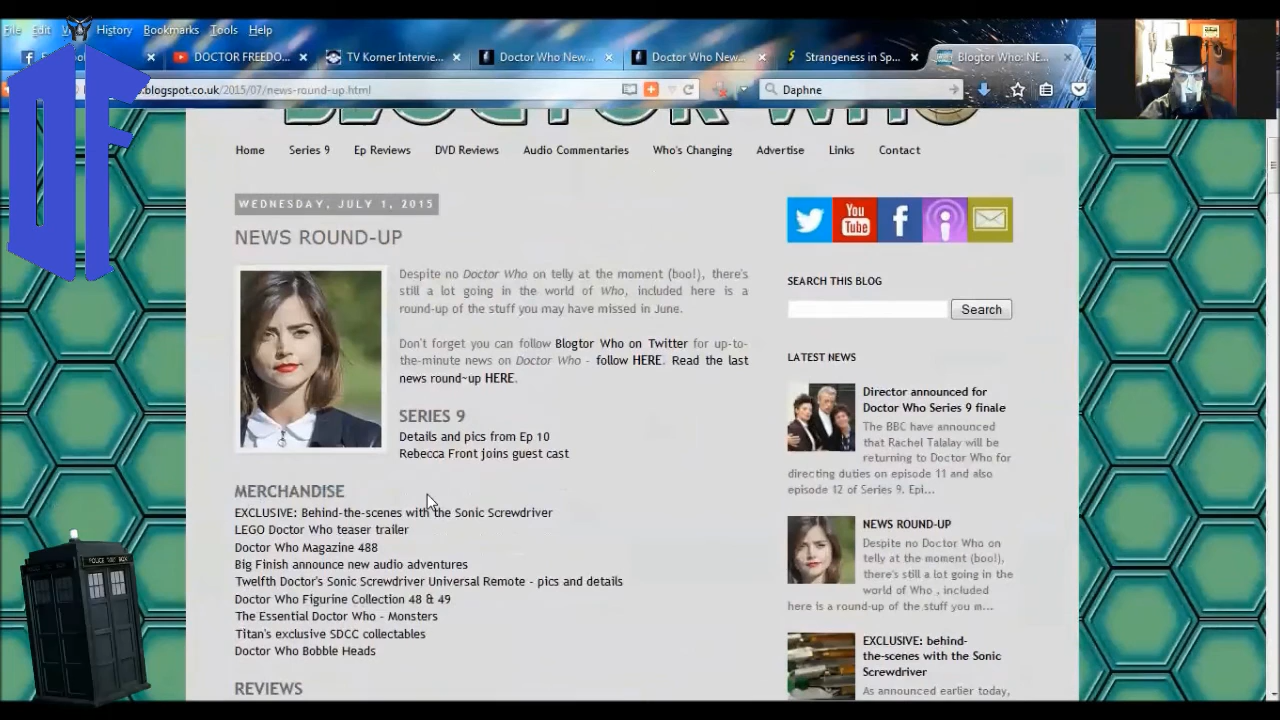 File Edit History Bookmarks Tools Help
DOCTOR FREEDO...
TV Korner Intervie...
Doctor Who New...
Doctor Who New...
Strangeness in Sp...
Blogtor Who: NE...
.blogspot.co.uk/2015/07/news-round-up.html
Daphne
DF
BLOGTOR WHO
Home Series 9 Ep Reviews DVD Reviews Audio Commentaries Who's Changing Advertise Links Contact
WEDNESDAY, JULY 1, 2015
NEWS ROUND-UP
Despite no Doctor Who on telly at the moment (boo!), there's
still a lot going in the world of Who, included here is a
round-up of the stuff you may have missed in June.
Don't forget you can follow Blogtor Who on Twitter for up-to-
the-minute news on Doctor Who - follow HERE. Read the last
news round-up HERE.
SERIES 9
Details and pics from Ep 10
Rebecca Front joins guest cast
MERCHANDISE
EXCLUSIVE: Behind-the-scenes with the Sonic Screwdriver
LEGO Doctor Who teaser trailer
Doctor Who Magazine 488
Big Finish announce new audio adventures
Twelfth Doctor's Sonic Screwdriver Universal Remote - pics and details
Doctor Who Figurine Collection 48 & 49
The Essential Doctor Who - Monsters
Titan's exclusive SDCC collectables
Doctor Who Bobble Heads
REVIEWS
You
Tube
SEARCH THIS BLOG
Search
LATEST NEWS
Director announced for
Doctor Who Series 9 finale
The BBC have announced
that Rachel Talalay will be
returning to Doctor Who for
directing duties on episode 11 and also
episode 12 of Series 9. Epi...
NEWS ROUND-UP
Despite no Doctor Who on
telly at the moment (boo!),
there's still a lot going in the
world of Who , included
here is a round-up of the stuff you m...
EXCLUSIVE: behind-
the-scenes with the Sonic
Screwdriver
As announced earlier today,
POLICE BOX